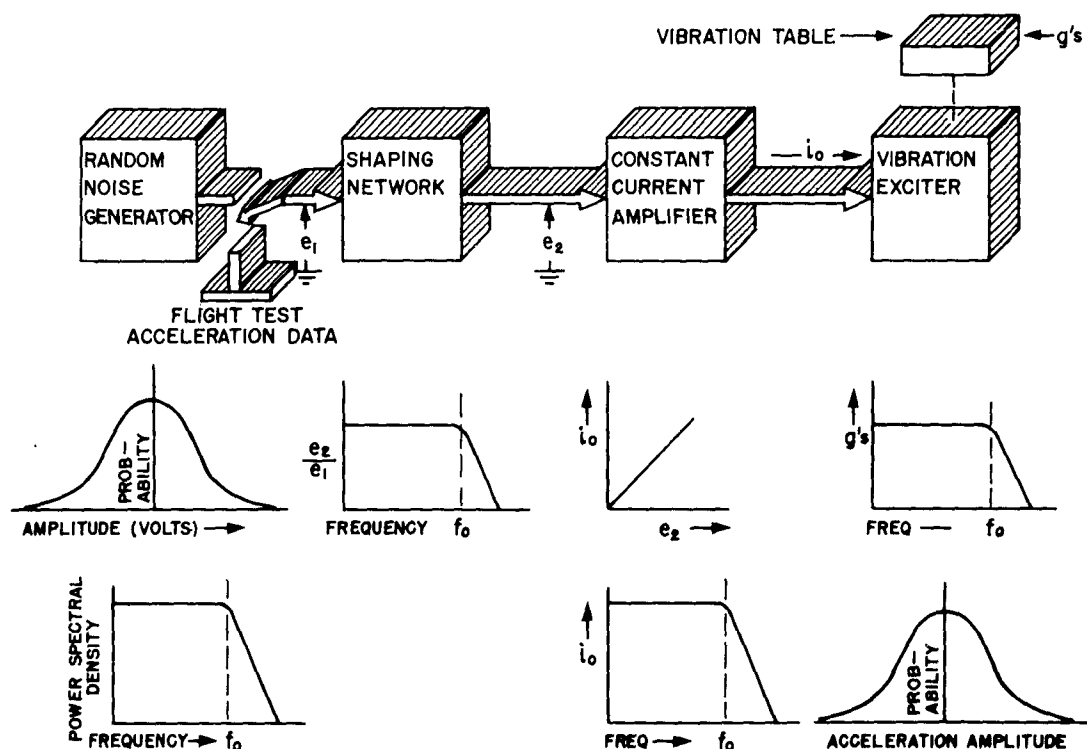 VIBRATION TABLE
g's
RANDOM
NOISE
GENERATOR
SHAPING
NETWORK
CONSTANT
CURRENT
AMPLIFIER
i₀
VIBRATION
EXCITER
e₁
e₂
FLIGHT TEST
ACCELERATION DATA
PROB-
ABILITY
AMPLITUDE (VOLTS)
e₂
e₁
FREQUENCY f₀
i₀
e₂
g's
FREQ f₀
POWER SPECTRAL
DENSITY
FREQUENCY f₀
i₀
FREQ f₀
PROB-
ABILITY
ACCELERATION AMPLITUDE